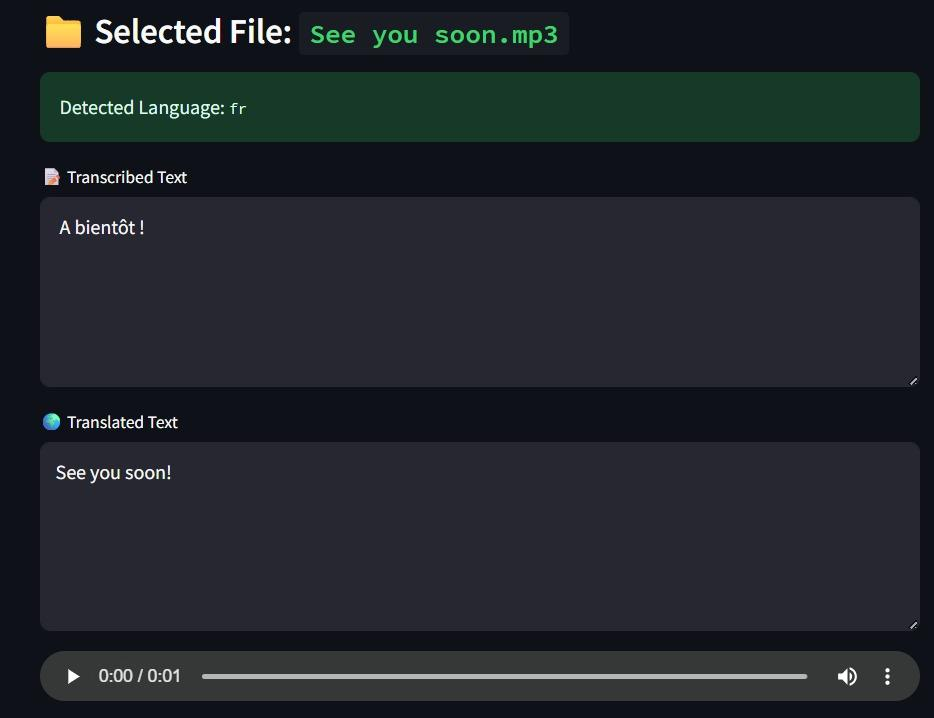 Selected File: See you soon.mp3
Detected Language: fr
Transcribed Text
A bientôt !
Translated Text
See you soon!
0:00 / 0:01